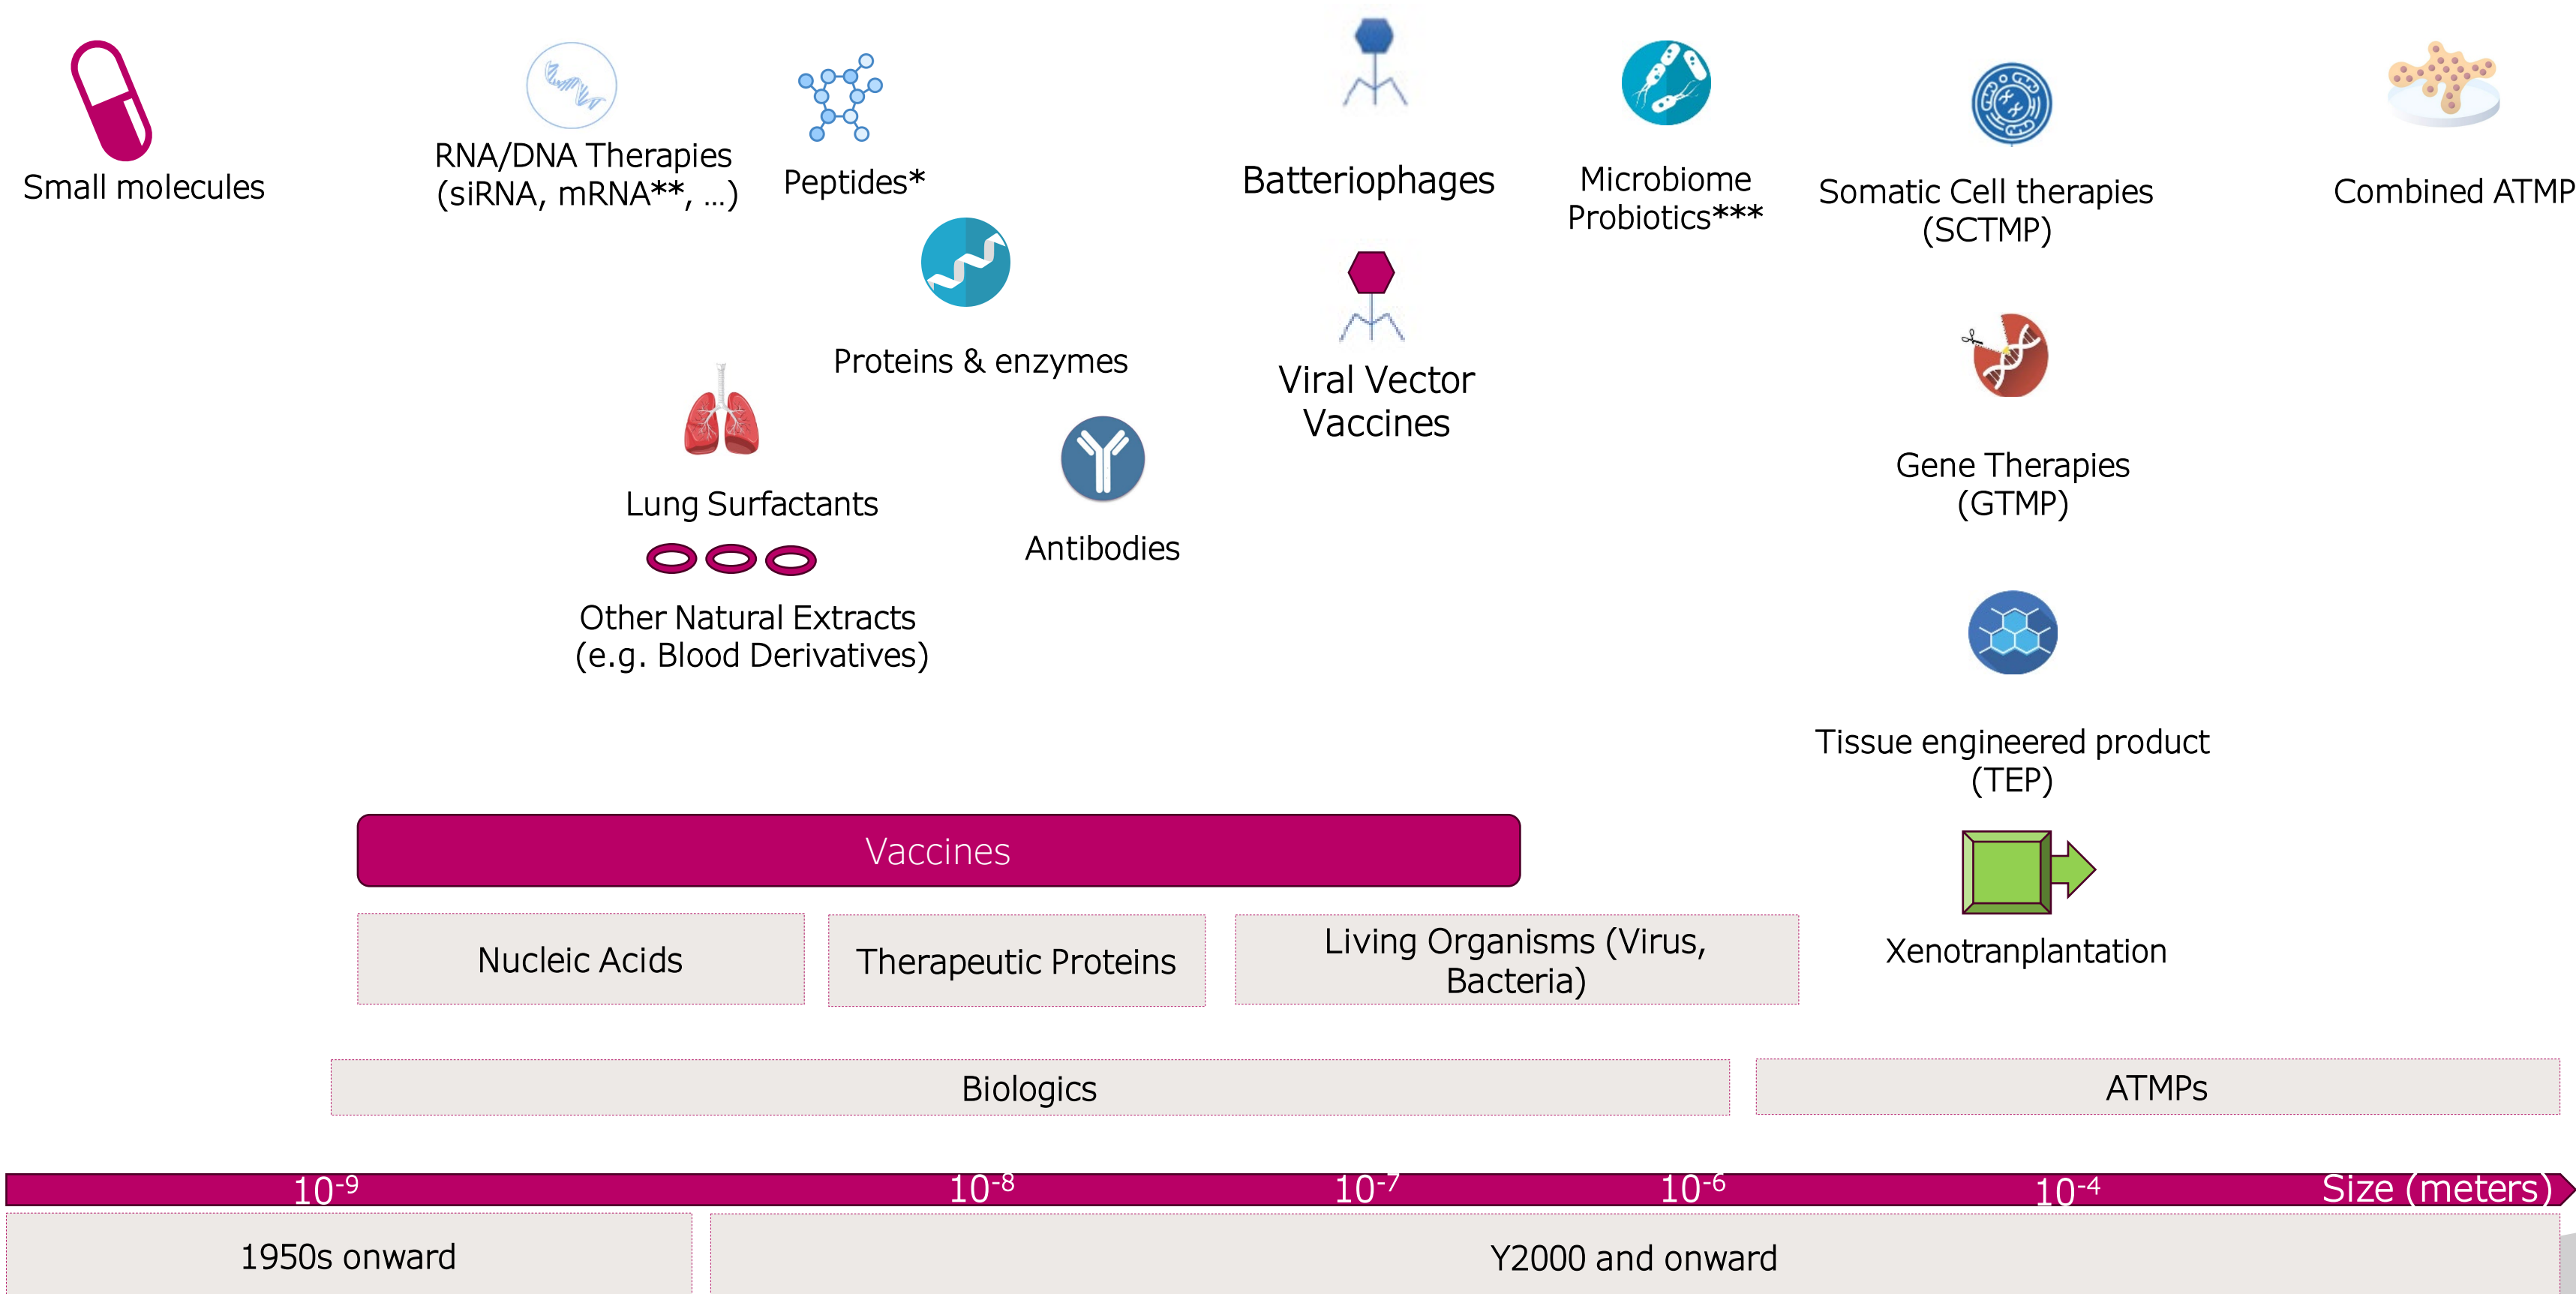 Small molecules
RNA/DNA Therapies
(siRNA, mRNA**, ...)
Peptides*
Batteriophages
Microbiome
Probiotics***
Somatic Cell therapies
(SCTMP)
Combined ATMP
Proteins & enzymes
Viral Vector
Vaccines
Lung Surfactants
Antibodies
Gene Therapies
(GTMP)
Other Natural Extracts
(e.g. Blood Derivatives)
Tissue engineered product
(TEP)
Vaccines
Nucleic Acids
Therapeutic Proteins
Living Organisms (Virus,
Bacteria)
Xenotranplantation
Biologics
ATMPs
10⁻⁹
10⁻⁸
10⁻⁷
10⁻⁶
10⁻⁴
Size (meters)
1950s onward
Y2000 and onward